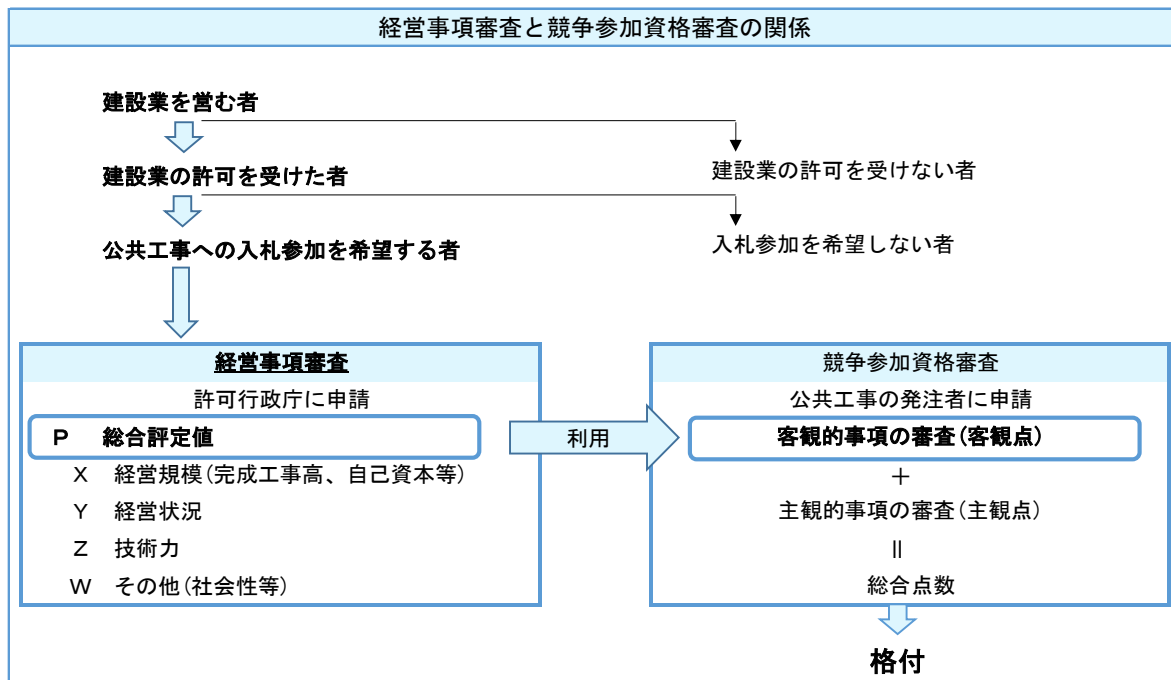 経営事項審査と競争参加資格審査の関係
建設業を営む者
建設業の許可を受けない者
建設業の許可を受けた者
入札参加を希望しない者
公共工事への入札参加を希望する者
経営事項審査
許可行政庁に申請
P 総合評定値
X 経営規模(完成工事高、自己資本等)
Y 経営状況
Z 技術力
W その他(社会性等)
利用
競争参加資格審査
公共工事の発注者に申請
客観的事項の審査(客観点)
+
主観的事項の審査(主観点)
॥
総合点数
格付